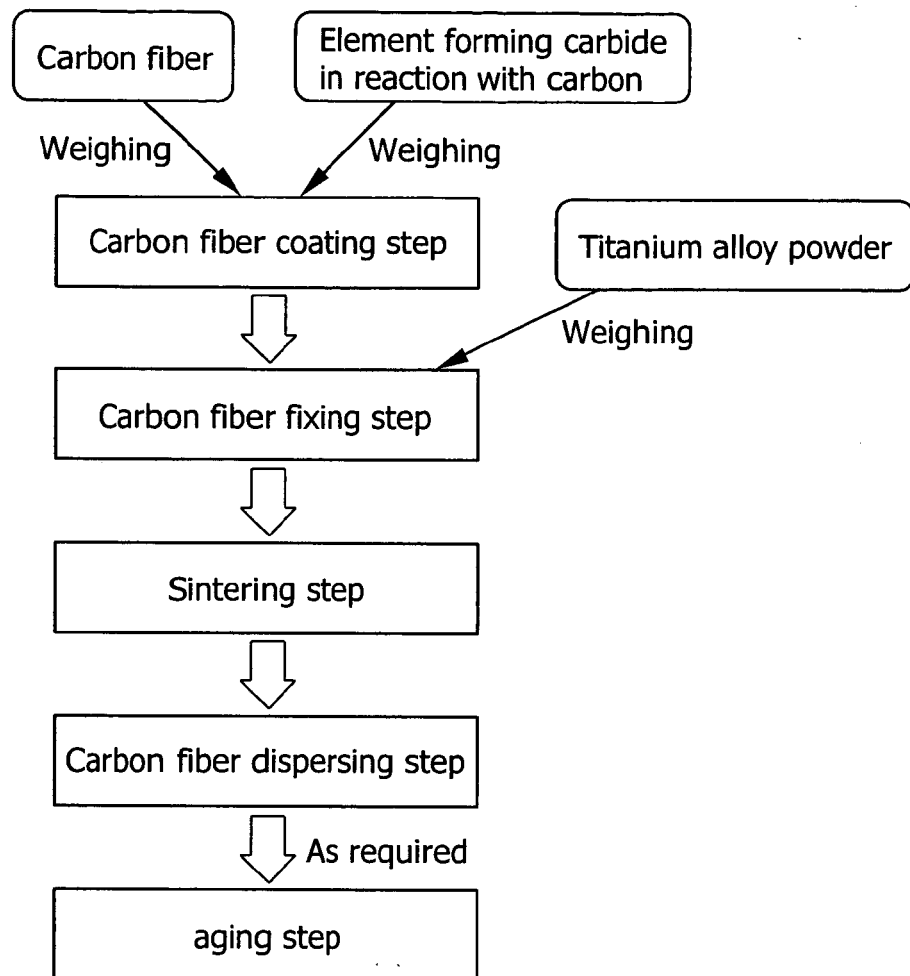 Carbon fiber
Element forming carbide
in reaction with carbon
Weighing
Weighing
Carbon fiber coating step
Titanium alloy powder
Weighing
Carbon fiber fixing step
Sintering step
Carbon fiber dispersing step
As required
aging step